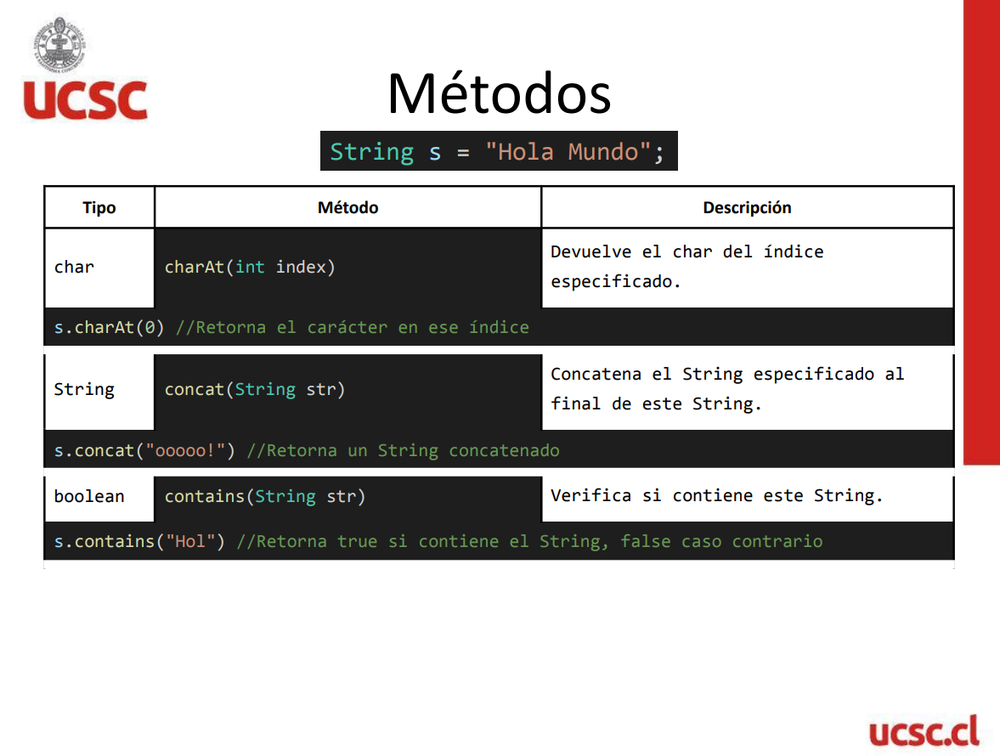 UCSC
Métodos
String s = "Hola Mundo";
Tipo Método Descripción
char charAt(int index) Devuelve el char del índice
especificado.
s.charAt(0) //Retorna el carácter en ese índice
String concat(String str) Concatena el String especificado al
final de este String.
s.concat("ooooo!") //Retorna un String concatenado
boolean contains(String str) Verifica si contiene este String.
s.contains("Hol") //Retorna true si contiene el String, false caso contrario
ucsc.cl